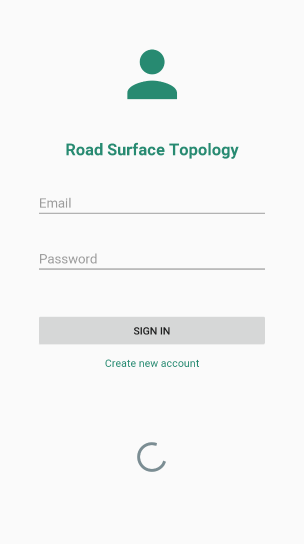 Road Surface Topology
Email
Password
SIGN IN
Create new account